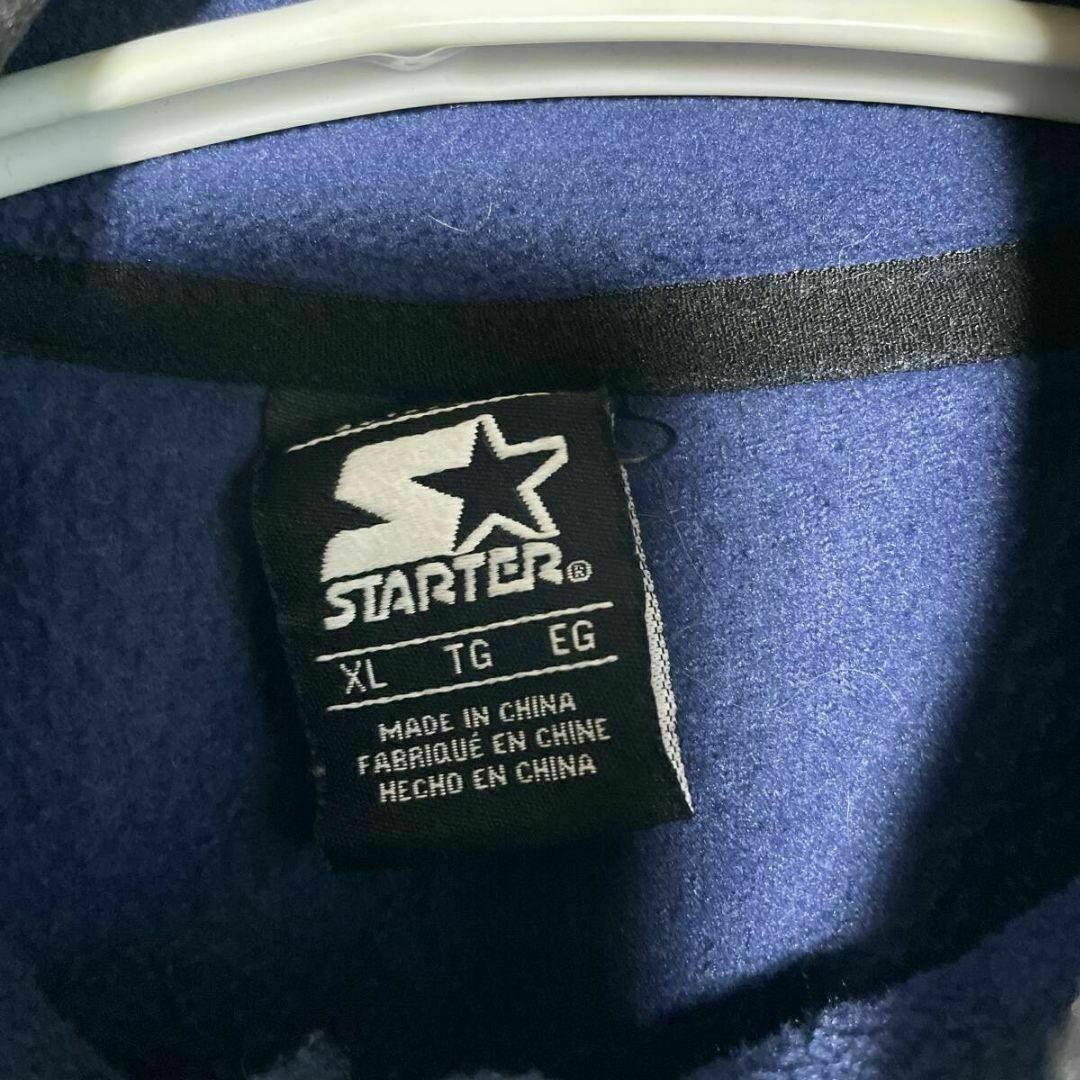 STARTER®
XL TG EG
MADE IN CHINA
FABRIQUÉ EN CHINE
HECHO EN CHINA